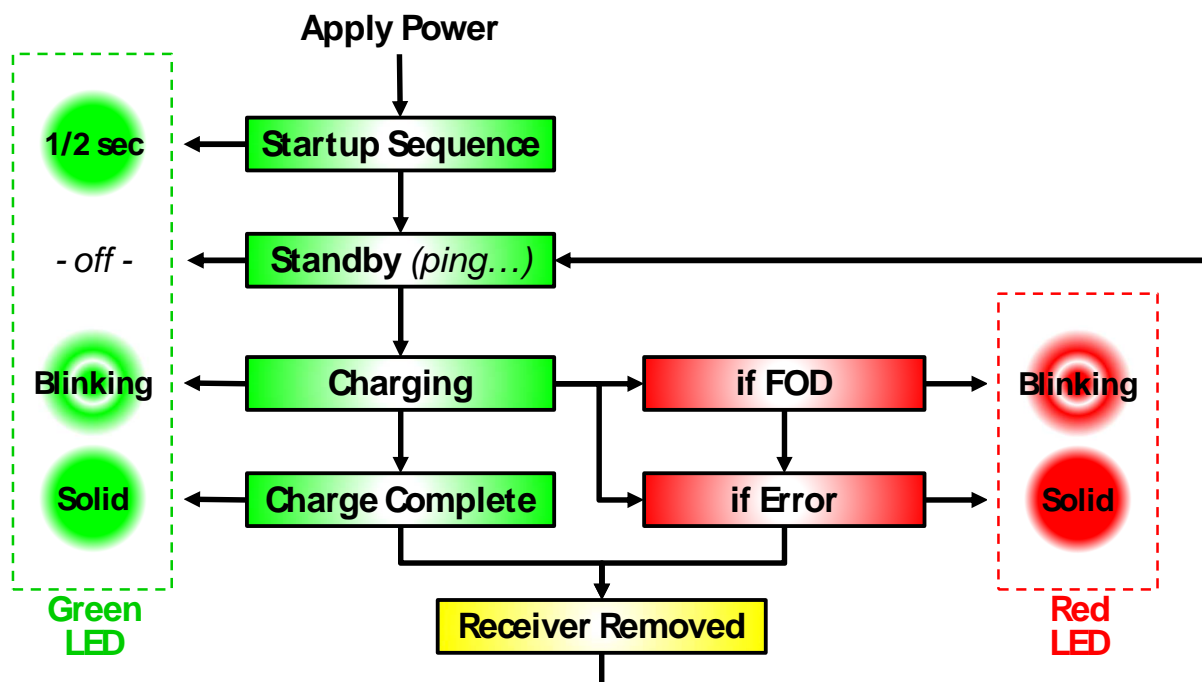 Apply Power
1/2 sec
Startup Sequence
- off -
Standby (ping...)
Blinking
Charging
if FOD
Blinking
Solid
Charge Complete
if Error
Solid
Green
LED
Receiver Removed
Red
LED